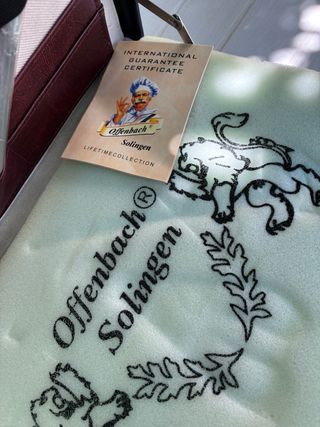 INTERNATIONAL
GUARANTEE
CERTIFICATE
Offenbach®
Solingen
LIFETIMECOLLECTION
Offenbach®
Solingen